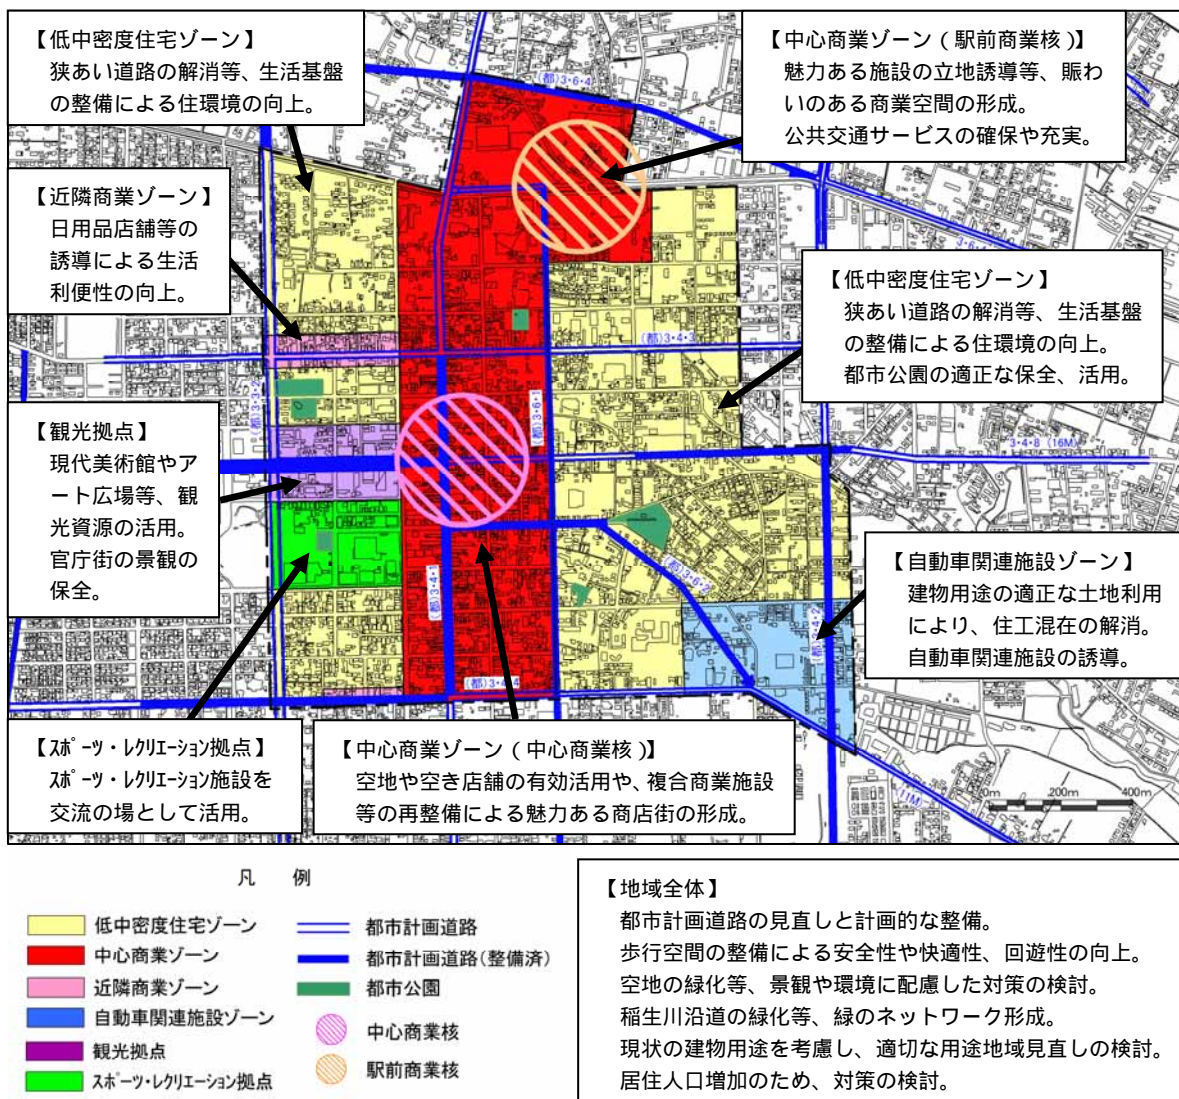 【低中密度住宅ゾーン】
狭あい道路の解消等、生活基盤
の整備による住環境の向上。
【中心商業ゾーン(駅前商業核)】
魅力ある施設の立地誘導等、賑わ
いのある商業空間の形成。
公共交通サービスの確保や充実。
【近隣商業ゾーン】
日用品店舗等の
誘導による生活
利便性の向上。
【低中密度住宅ゾーン】
狭あい道路の解消等、生活基盤
の整備による住環境の向上。
都市公園の適正な保全、活用。
【観光拠点】
現代美術館やア
ート広場等、観
光資源の活用。
官庁街の景観の
保全。
【自動車関連施設ゾーン】
建物用途の適正な土地利用
により、住工混在の解消。
自動車関連施設の誘導。
【スポーツ・レクリエーション拠点】
スポーツ・レクリエーション施設を
交流の場として活用。
【中心商業ゾーン(中心商業核)】
空地や空き店舗の有効活用や、複合商業施設
等の再整備による魅力ある商店街の形成。
(都)3・6・4
(都)3・4・3
(都)3・3・2
(都)3・6・1
3・4・8 (16M)
(都)3・4・1
(都)3・6・2
(都)3・4・2
(都)3・4・4
(11M)
0m 200m 400m
凡 例
低中密度住宅ゾーン
中心商業ゾーン
近隣商業ゾーン
自動車関連施設ゾーン
観光拠点
スポーツ・レクリエーション拠点
都市計画道路
都市計画道路(整備済)
都市公園
中心商業核
駅前商業核
【地域全体】
都市計画道路の見直しと計画的な整備。
歩行空間の整備による安全性や快適性、回遊性の向上。
空地の緑化等、景観や環境に配慮した対策の検討。
稲生川沿道の緑化等、緑のネットワーク形成。
現状の建物用途を考慮し、適切な用途地域見直しの検討。
居住人口増加のため、対策の検討。